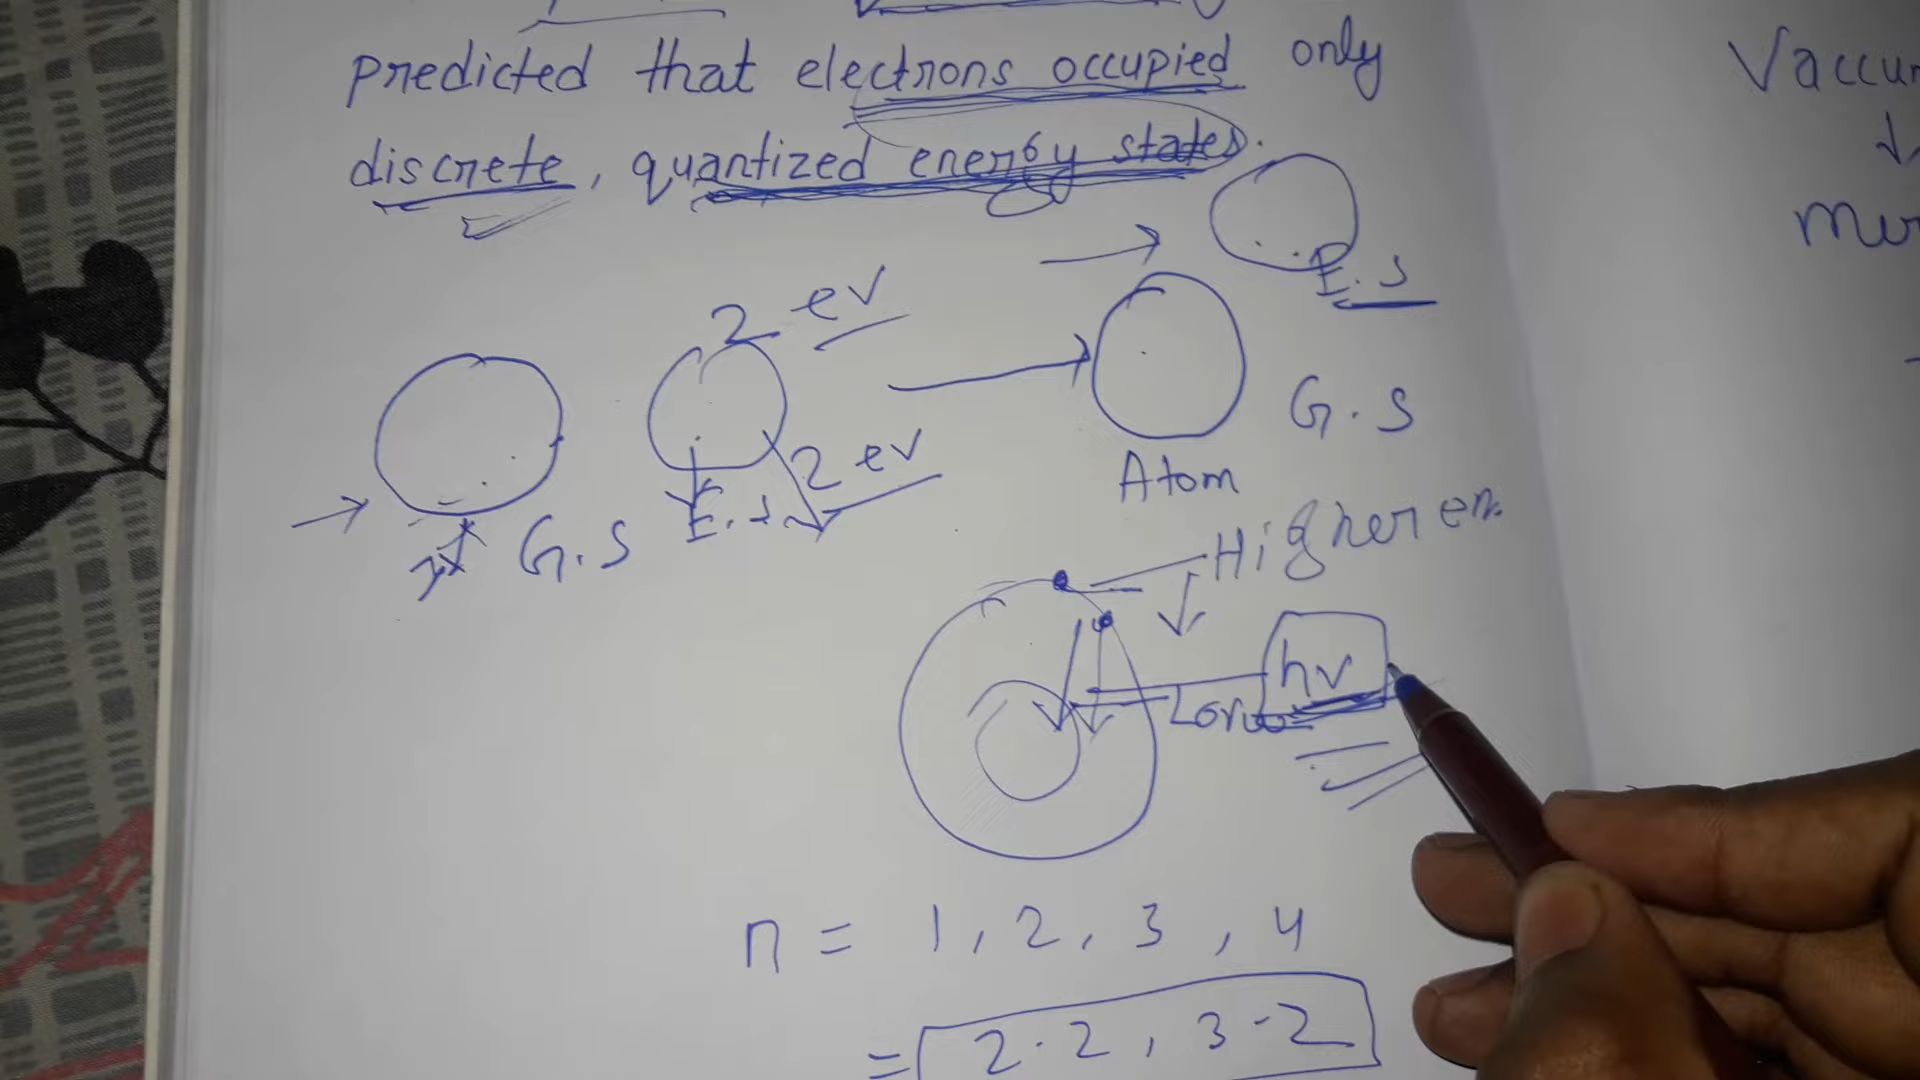 predicted that electrons occupied only
discrete, quantized energy states.
Vaccu
E.s
2 ev
G.s
2 ev
Atom
G.s
E.s
Higher en.
hv
Lower
n = 1, 2, 3, 4
= 2.2, 3.2